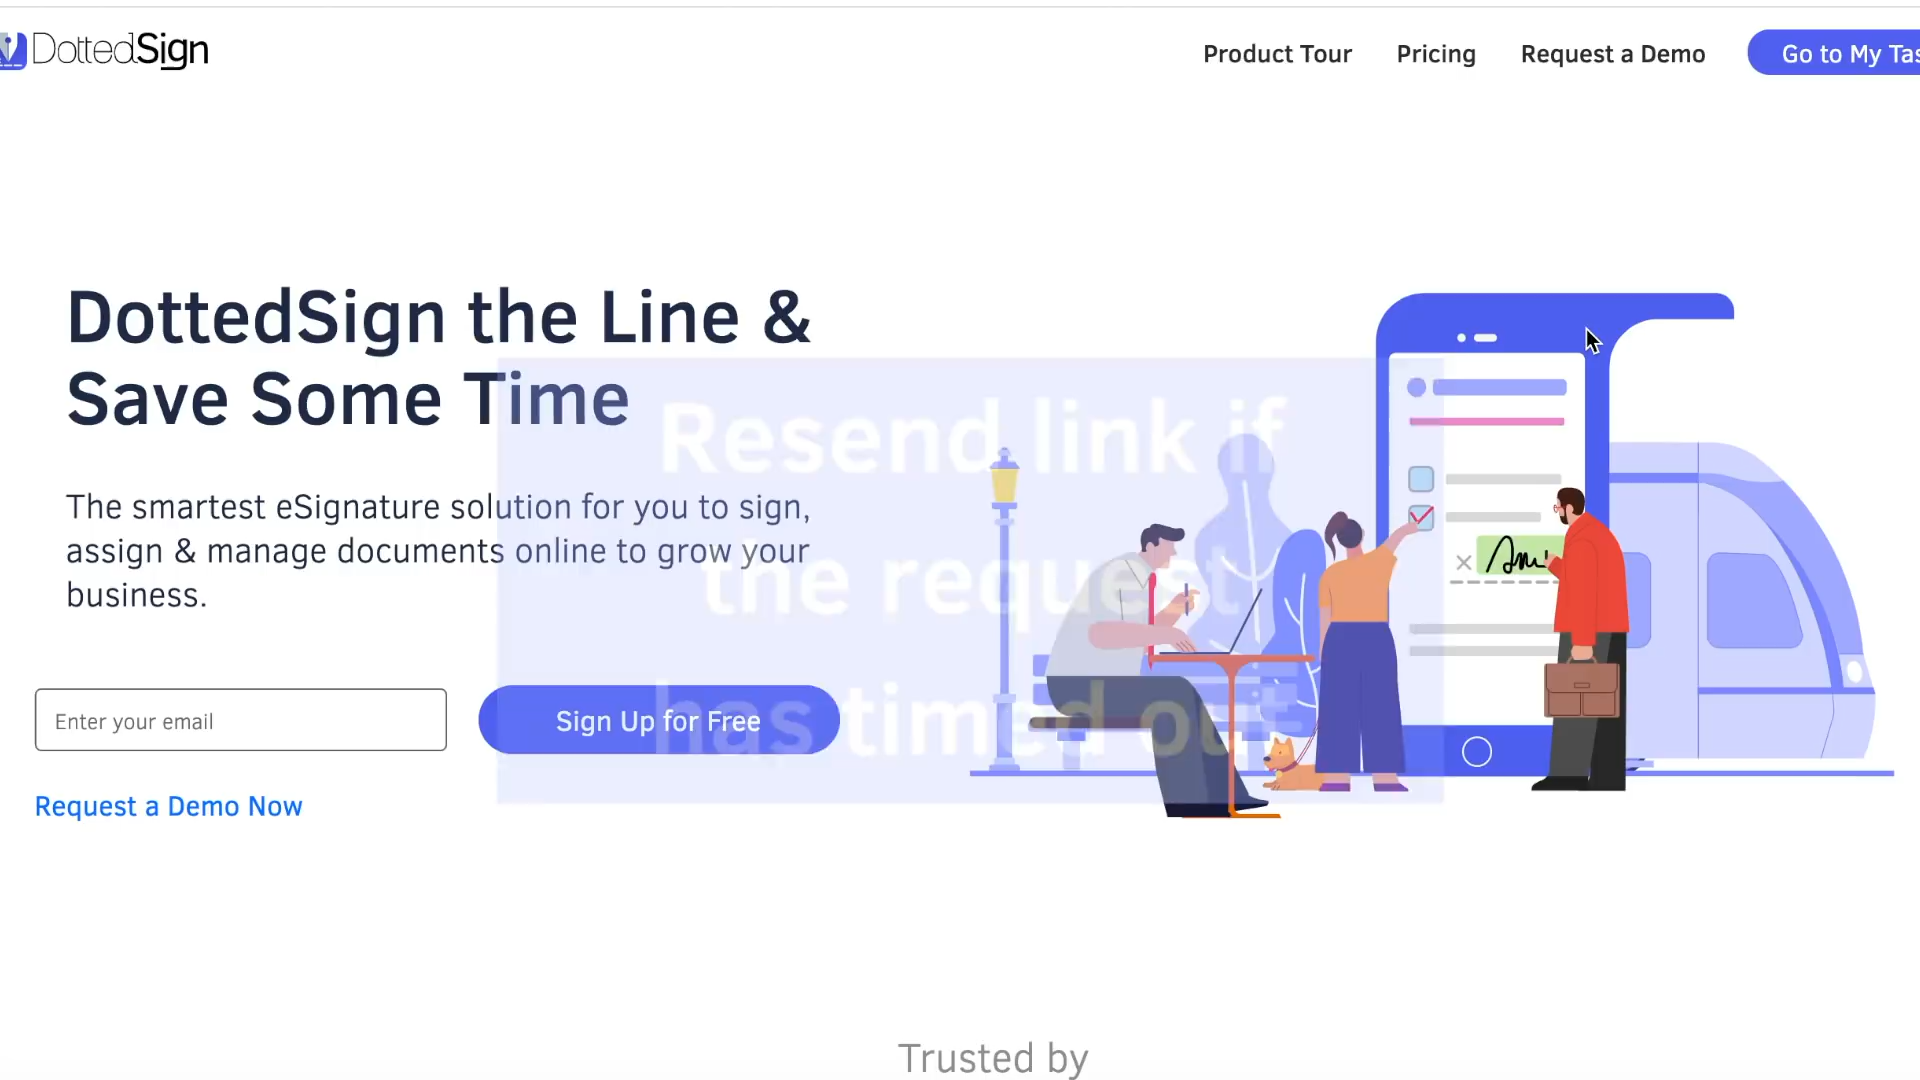 DottedSign
Product Tour
Pricing
Request a Demo
Go to My Tas
DottedSign the Line &
Save Some Time
The smartest eSignature solution for you to sign,
assign & manage documents online to grow your
business.
Resend link if
the request
has timed out
Enter your email
Sign Up for Free
Request a Demo Now
Trusted by